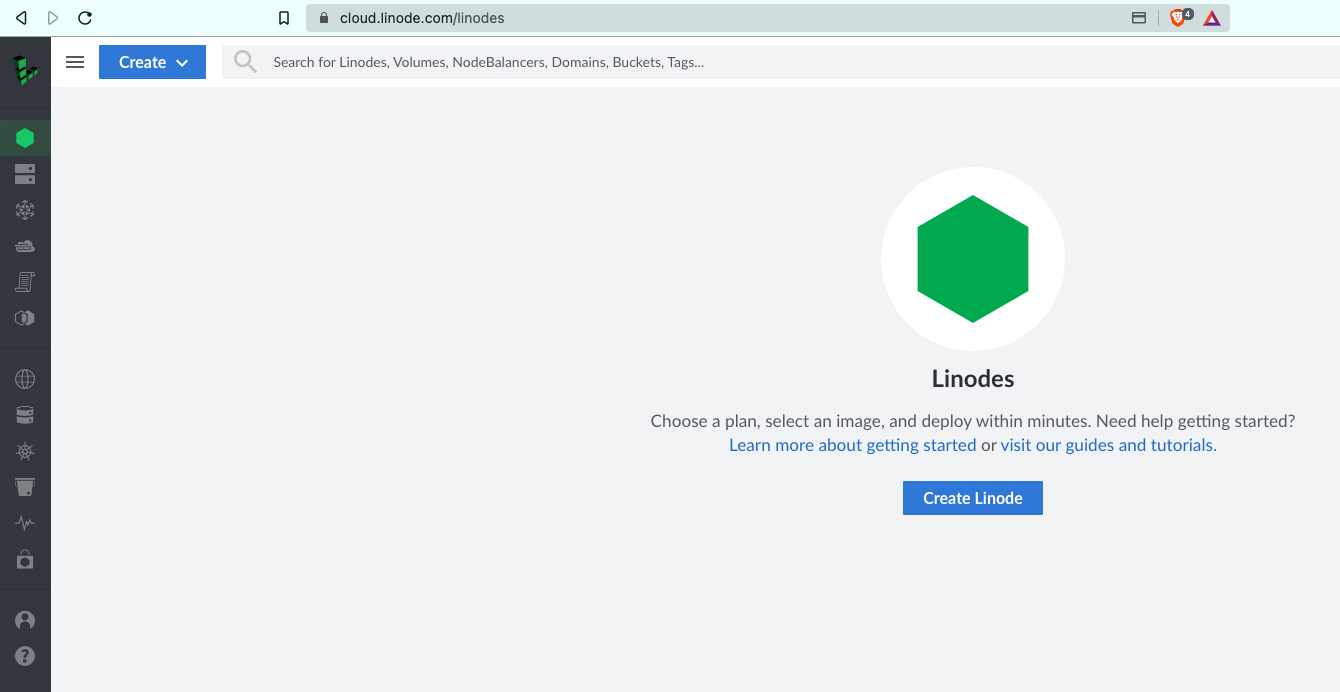 cloud.linode.com/linodes
4
Create
Search for Linodes, Volumes, NodeBalancers, Domains, Buckets, Tags...
Linodes
Choose a plan, select an image, and deploy within minutes. Need help getting started?
Learn more about getting started or visit our guides and tutorials.
Create Linode
?